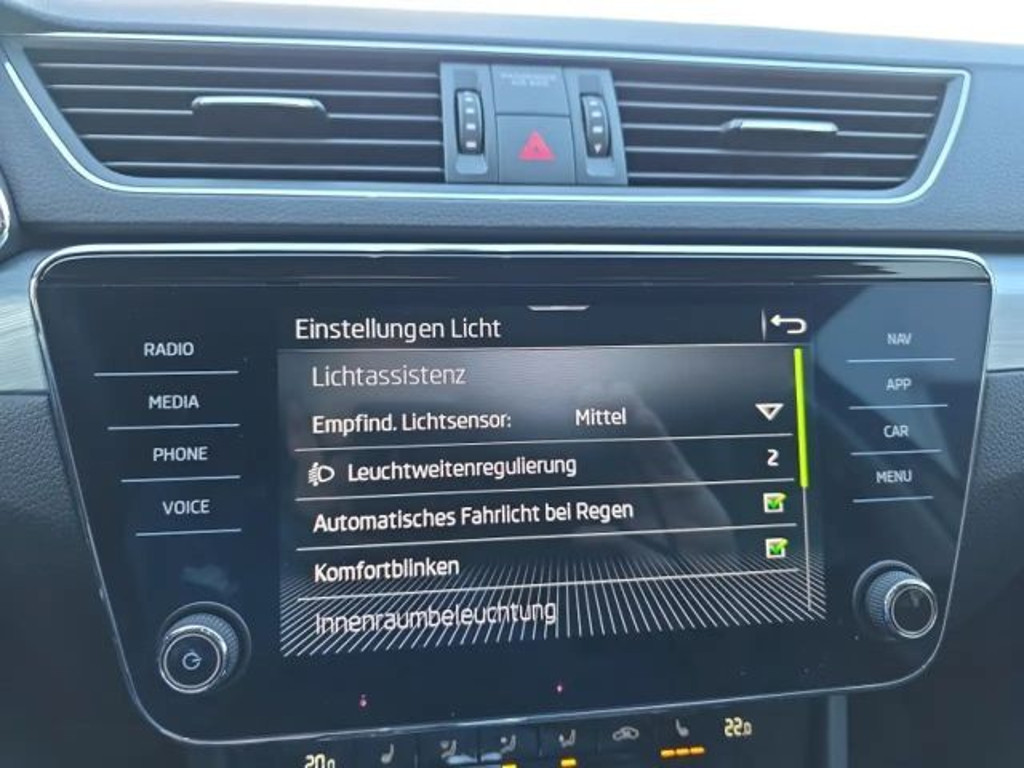 Einstellungen Licht
RADIO
MEDIA
PHONE
VOICE
Lichtassistenz
Empfind. Lichtsensor: Mittel
Leuchtweitenregulierung 2
Automatisches Fahrlicht bei Regen
Komfortblinken
Innenraumbeleuchtung
NAV
APP
CAR
MENU
20.0
22.0